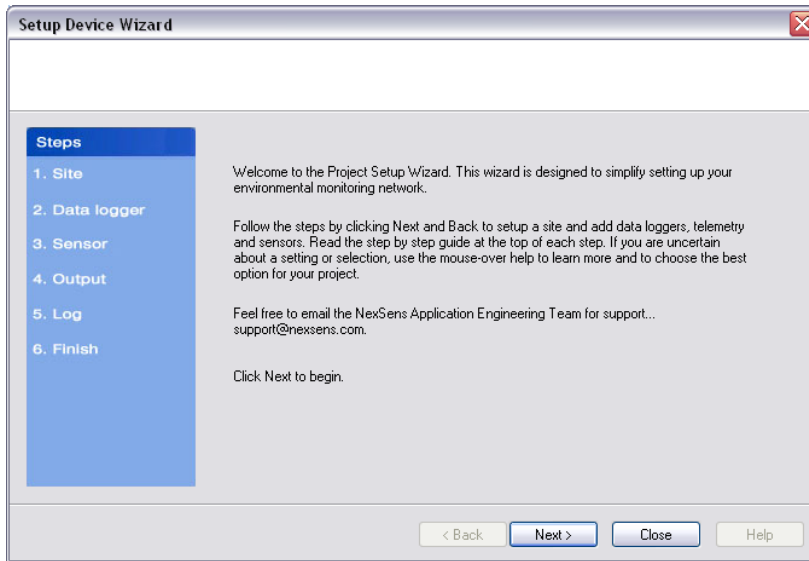 Setup Device Wizard
Steps
1. Site
2. Data logger
3. Sensor
4. Output
5. Log
6. Finish
Welcome to the Project Setup Wizard. This wizard is designed to simplify setting up your
environmental monitoring network.
Follow the steps by clicking Next and Back to setup a site and add data loggers, telemetry
and sensors. Read the step by step guide at the top of each step. If you are uncertain
about a setting or selection, use the mouse-over help to learn more and to choose the best
option for your project.
Feel free to email the NexSens Application Engineering Team for support...
support@nexsens.com.
Click Next to begin.
< Back Next > Close Help